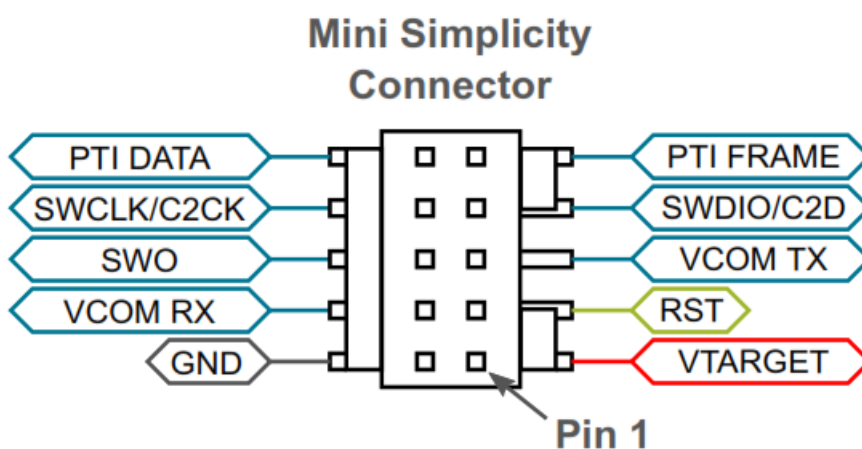 Mini Simplicity
Connector
PTI DATA
PTI FRAME
SWCLK/C2CK
SWDIO/C2D
SWO
VCOM TX
VCOM RX
RST
GND
VTARGET
Pin 1